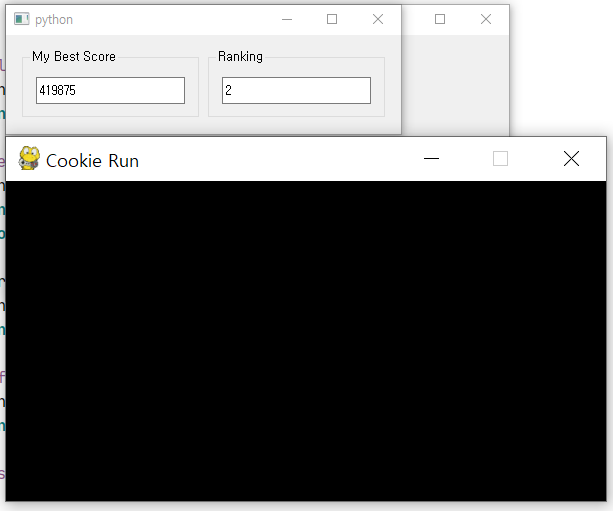 python
My Best Score
Ranking
419875
2
Cookie Run